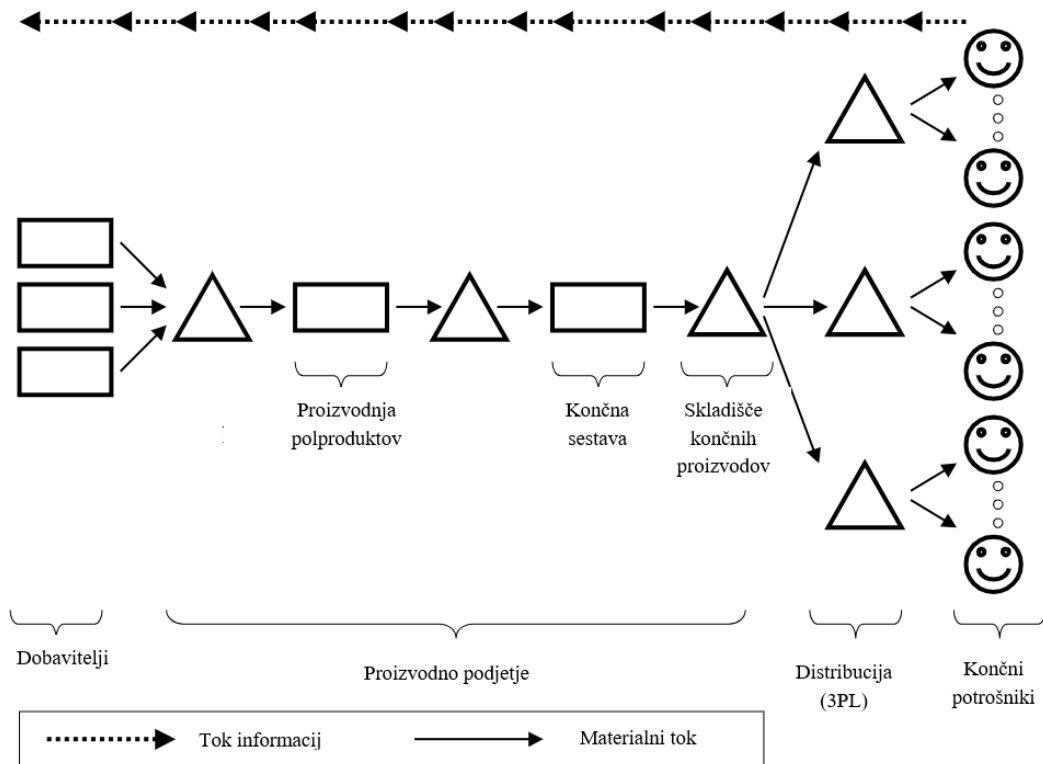 Proizvodnja
polproduktov
Končna
sestava
Skladišče
končnih
proizvodov
Dobavitelji
Proizvodno podjetje
Distribucija
(3PL)
Končni
potrošniki
Tok informacij
Materialni tok